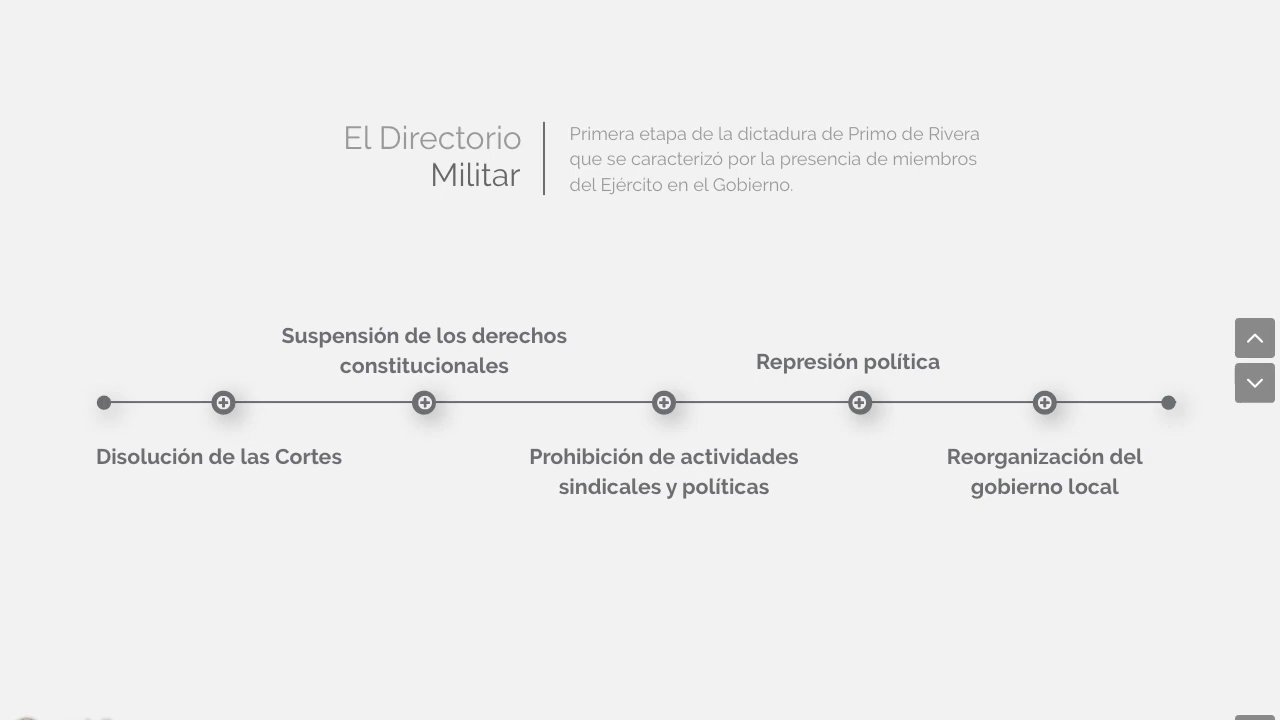 El Directorio
Militar
Primera etapa de la dictadura de Primo de Rivera
que se caracterizó por la presencia de miembros
del Ejército en el Gobierno.
Suspensión de los derechos
constitucionales
Represión política
Disolución de las Cortes
Prohibición de actividades
sindicales y políticas
Reorganización del
gobierno local